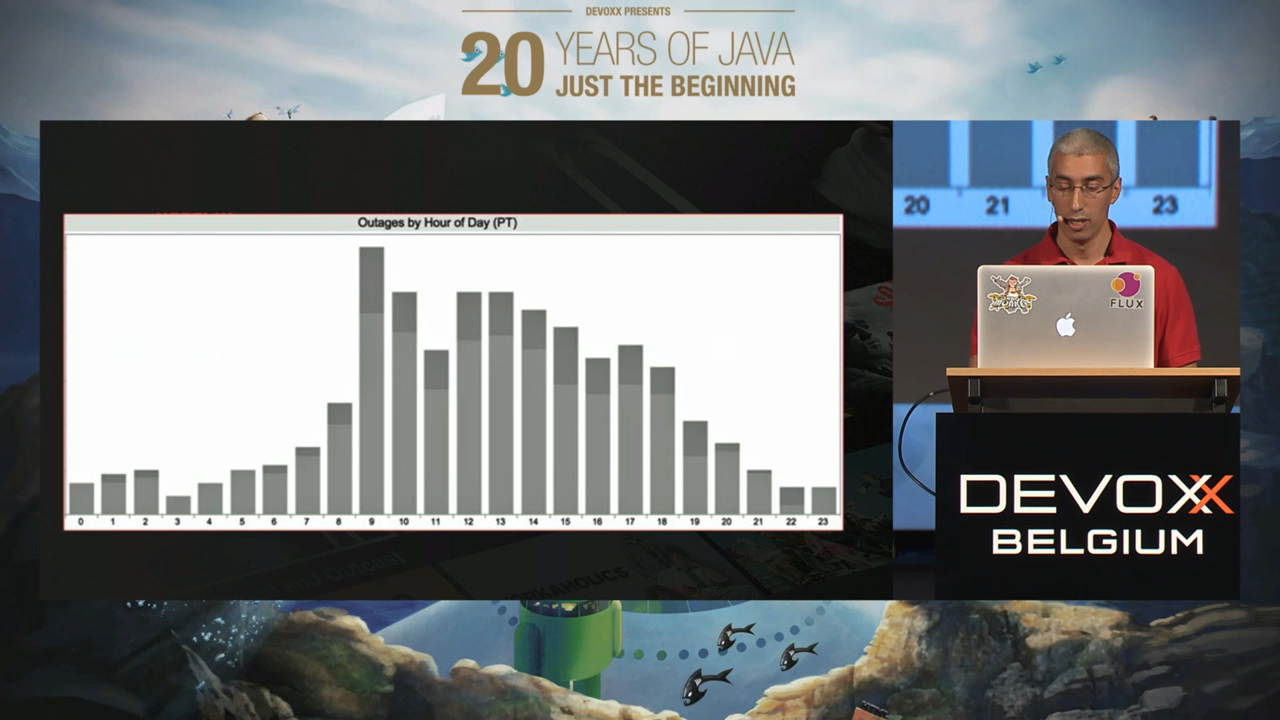 DEVOXX PRESENTS
20 YEARS OF JAVA
JUST THE BEGINNING
Outages by Hour of Day (PT)
0 1 2 3 4 5 6 7 8 9 10 11 12 13 14 15 16 17 18 19 20 21 22 23
20 21 23
FLUX
DEVOXX
BELGIUM
WORKAHOLICS